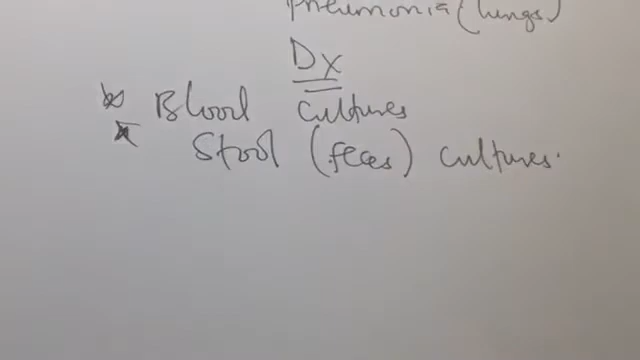 pneumonia (lungs)
Dx
Blood cultures
Stool (feces) cultures.